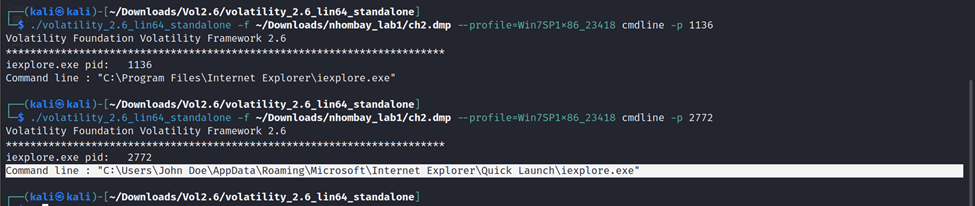 ┌──(kali㉿kali)-[~/Downloads/Vol2.6/volatility_2.6_lin64_standalone]
└─$ ./volatility_2.6_lin64_standalone -f ~/Downloads/nhombay_lab1/ch2.dmp --profile=Win7SP1×86_23418 cmdline -p 1136
Volatility Foundation Volatility Framework 2.6
************************************************************************
iexplore.exe pid:   1136
Command line : "C:\Program Files\Internet Explorer\iexplore.exe"
┌──(kali㉿kali)-[~/Downloads/Vol2.6/volatility_2.6_lin64_standalone]
└─$ ./volatility_2.6_lin64_standalone -f ~/Downloads/nhombay_lab1/ch2.dmp --profile=Win7SP1×86_23418 cmdline -p 2772
Volatility Foundation Volatility Framework 2.6
************************************************************************
iexplore.exe pid:   2772
Command line : "C:\Users\John Doe\AppData\Roaming\Microsoft\Internet Explorer\Quick Launch\iexplore.exe"
┌──(kali㉿kali)-[~/Downloads/Vol2.6/volatility_2.6_lin64_standalone]